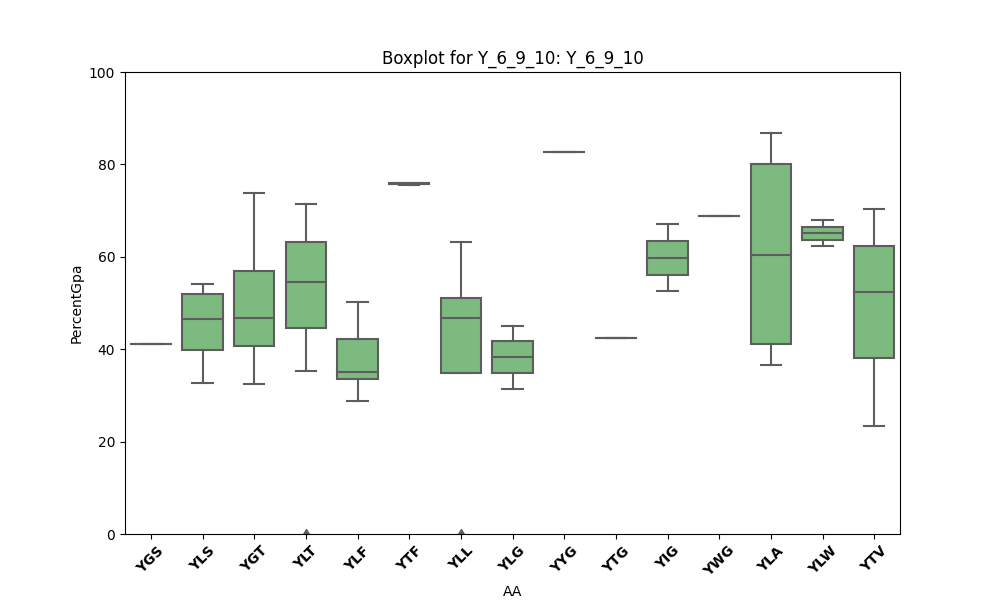 Boxplot for Y_6_9_10: Y_6_9_10
100
80
60
40
20
0
PercentGpa
YGS YLS YGT YLT YLF YTF YLL YLG YYG YTG YIG YWG YLA YLW YTV
AA